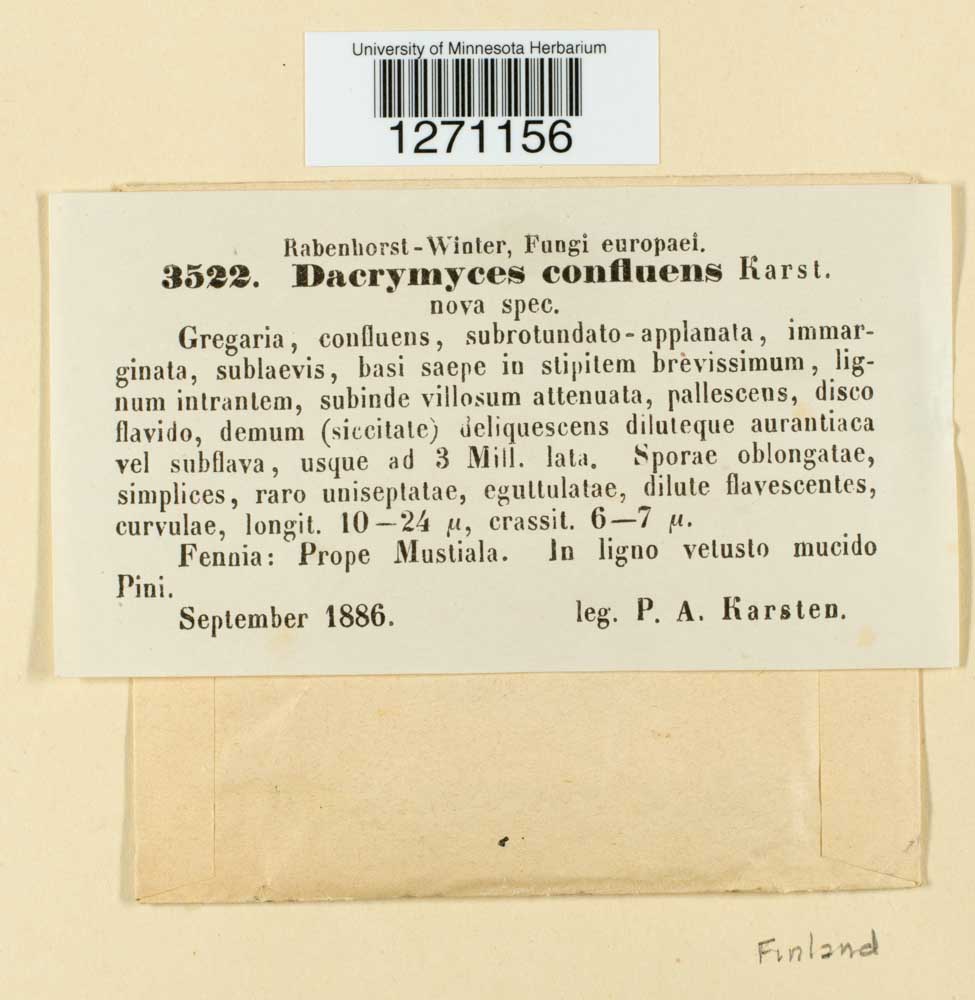 University of Minnesota Herbarium
1271156
Rabenhorst-Winter, Fungi europaei.
3522. Dacrymyces confluens Karst.
nova spec.
Gregaria, confluens, subrotundato-applanata, immar-
ginata, sublaevis, basi saepe in stipitem brevissimum, lig-
num intrantem, subinde villosum attenuata, pallescens, disco
flavido, demum (siccitate) deliquescens diluteque aurantiaca
vel subflava, usque ad 3 Mill. lata. Sporae oblongatae,
simplices, raro uniseptatae, eguttulatae, dilute flavescentes,
curvulae, longit. 10—24 μ, crassit. 6—7 μ.
Fennia: Prope Mustiala. In ligno vetusto mucido
Pini.
September 1886. leg. P. A. Karsten.
Finland